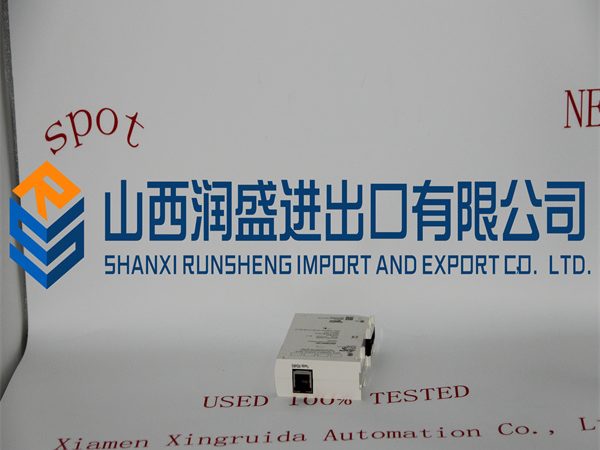 spot
NE
山西润盛进出口有限公司
SHANXI RUNSHENG IMPORT AND EXPORT CO. LTD.
USED 100% TESTED
Xiamen Xingruida Automation Co., L